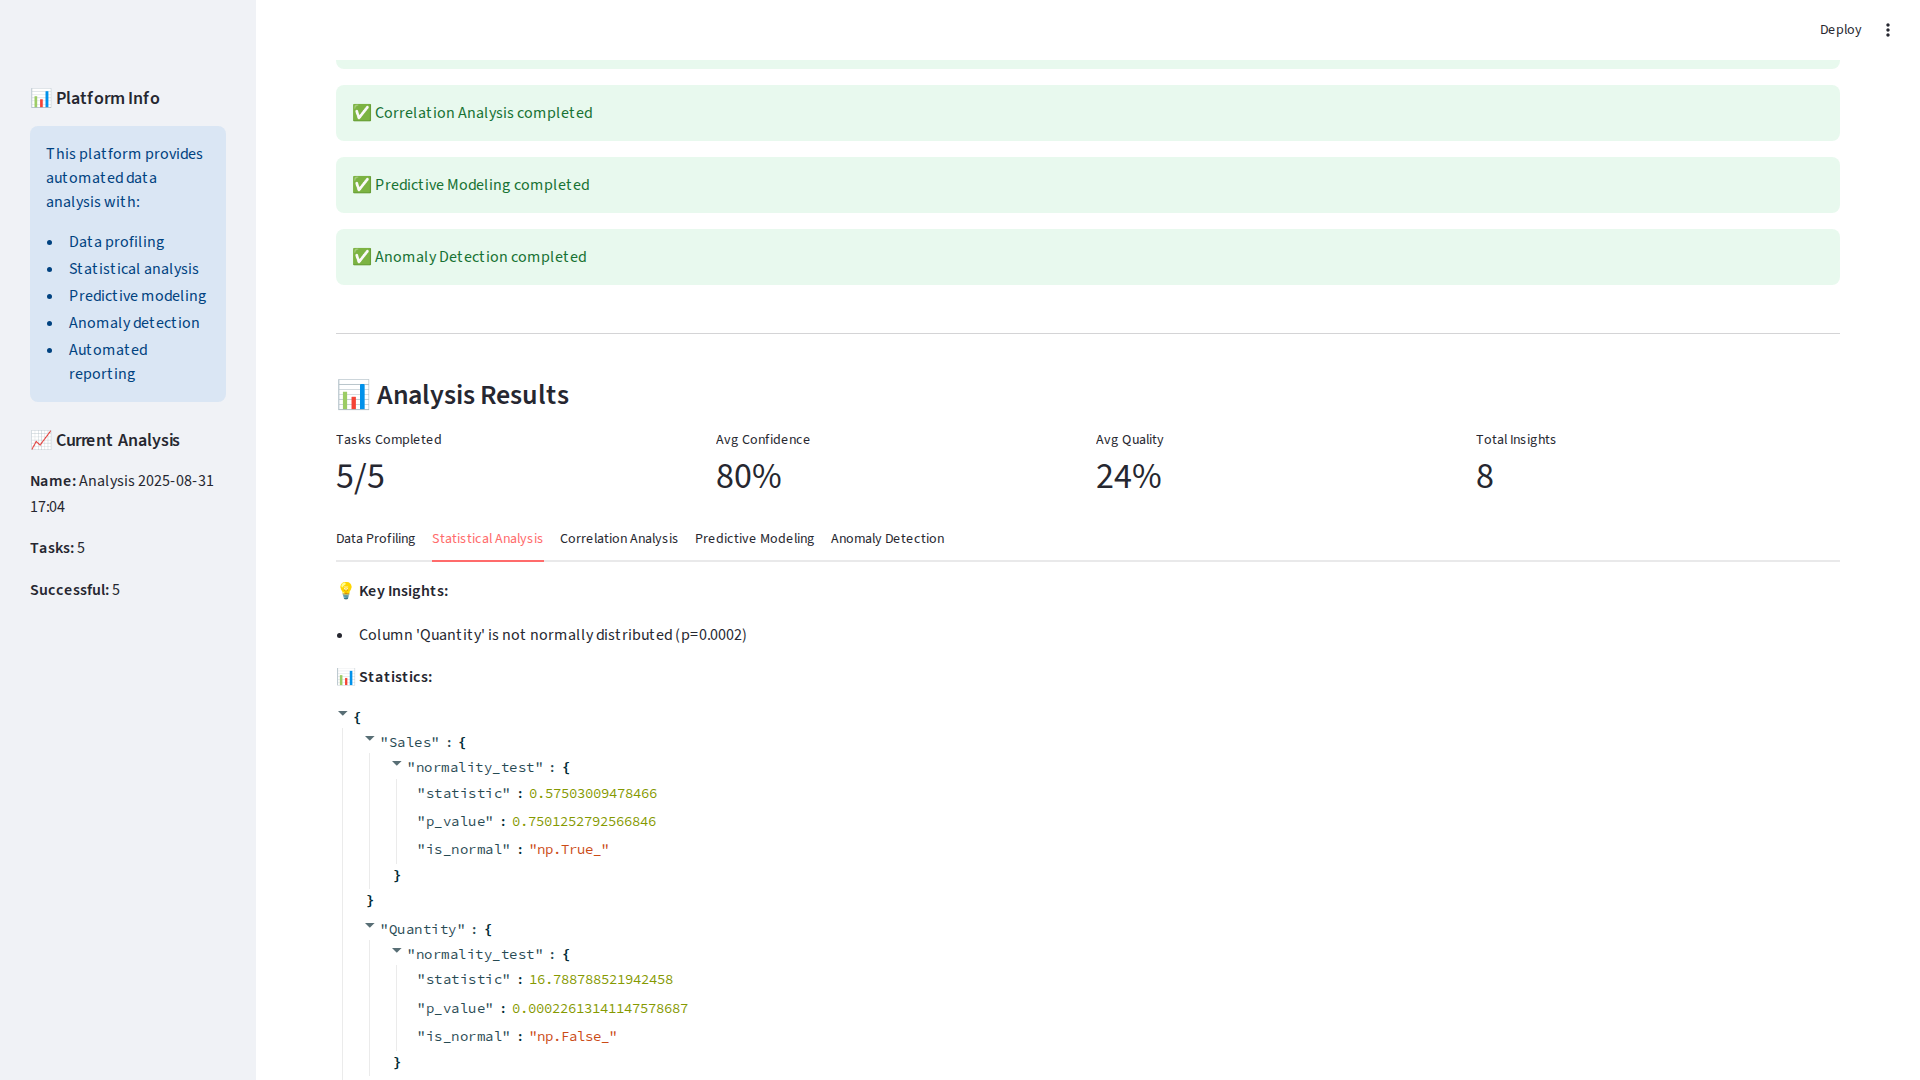 Deploy
📊 Platform Info
This platform provides
automated data
analysis with:
• Data profiling
• Statistical analysis
• Predictive modeling
• Anomaly detection
• Automated
reporting
📈 Current Analysis
Name: Analysis 2025-08-31
17:04
Tasks: 5
Successful: 5
✅ Correlation Analysis completed
✅ Predictive Modeling completed
✅ Anomaly Detection completed
📊 Analysis Results
Tasks Completed
5/5
Avg Confidence
80%
Avg Quality
24%
Total Insights
8
Data Profiling Statistical Analysis Correlation Analysis Predictive Modeling Anomaly Detection
💡 Key Insights:
• Column 'Quantity' is not normally distributed (p=0.0002)
📊 Statistics:
{
"Sales" : {
"normality_test" : {
"statistic" : 0.57503009478466
"p_value" : 0.7501252792566846
"is_normal" : "np.True_"
}
}
"Quantity" : {
"normality_test" : {
"statistic" : 16.788788521942458
"p_value" : 0.00022613141147578687
"is_normal" : "np.False_"
}